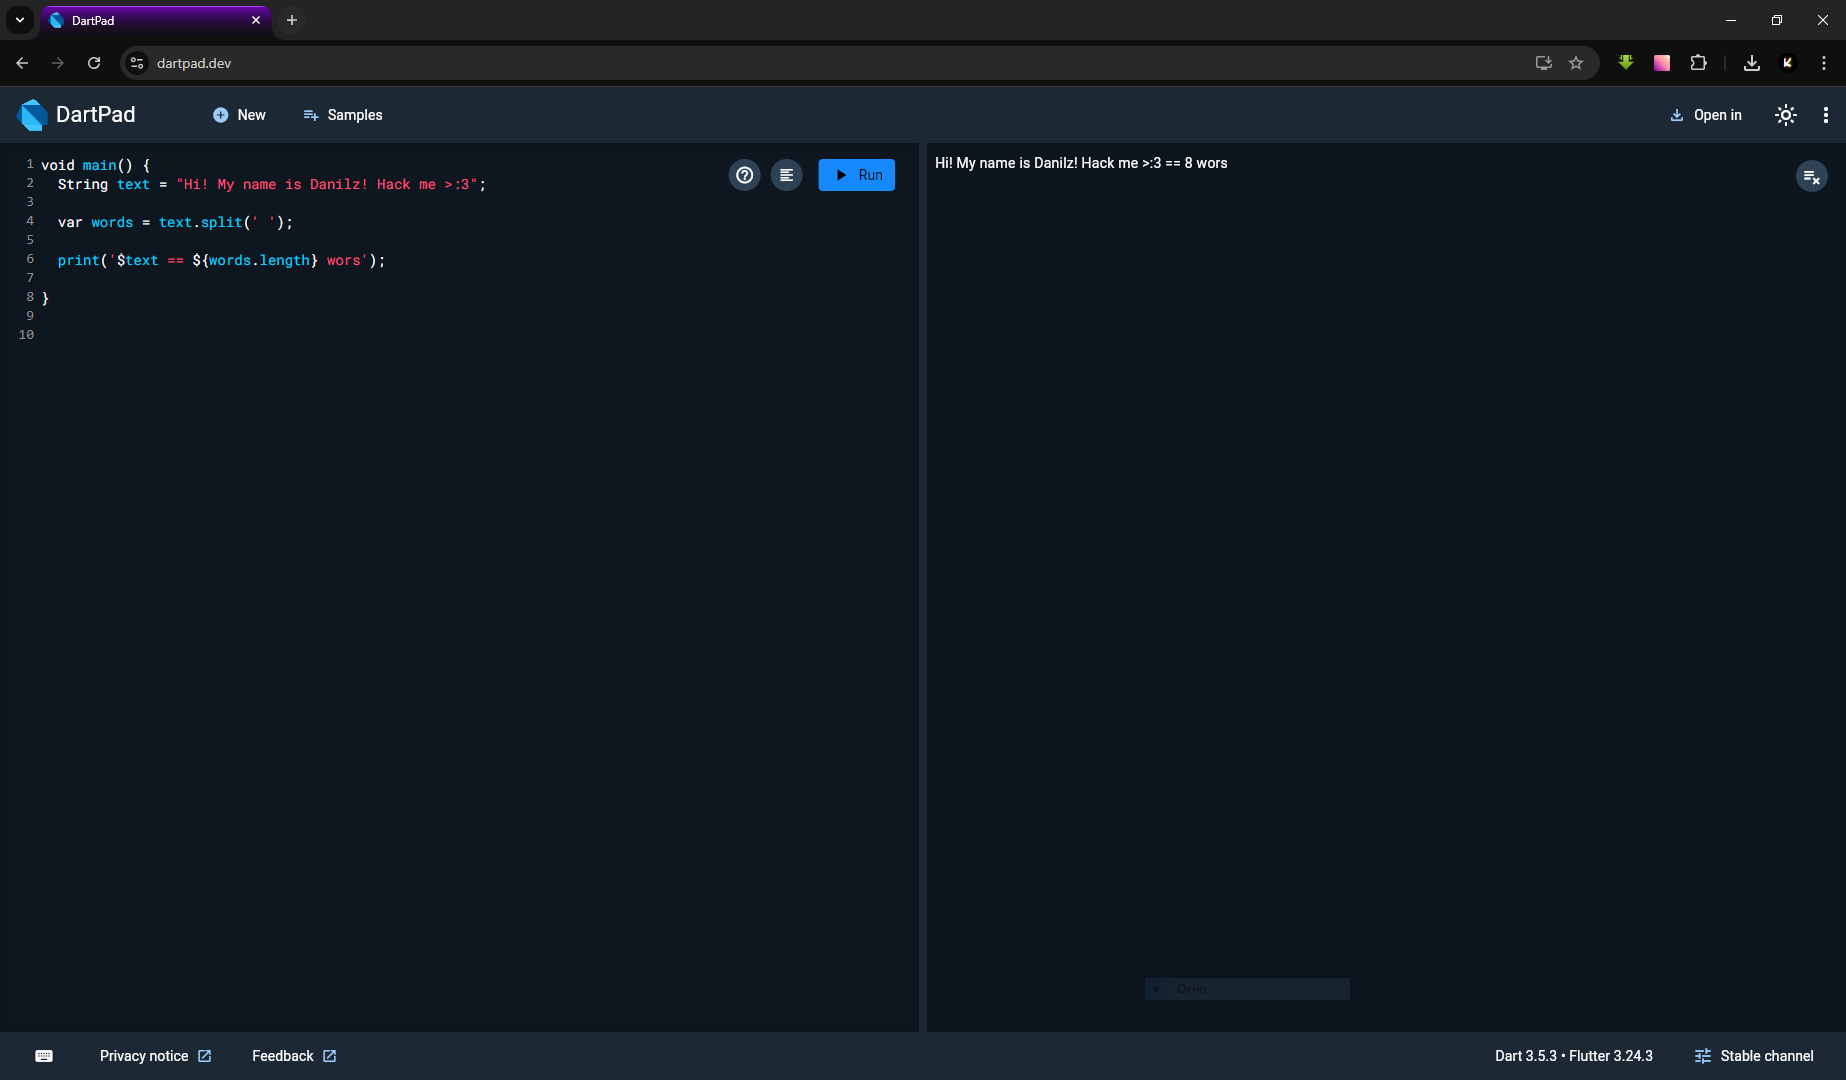 DartPad
dartpad.dev
DartPad
New
Samples
Open in
1 void main() {
2 String text = "Hi! My name is Danilz! Hack me >:3";
3
4 var words = text.split(' ');
5
6 print('$text == ${words.length} wors');
7
8 }
9
10
Run
Hi! My name is Danilz! Hack me >:3 == 8 wors
Окно
Privacy notice
Feedback
Dart 3.5.3 • Flutter 3.24.3
Stable channel